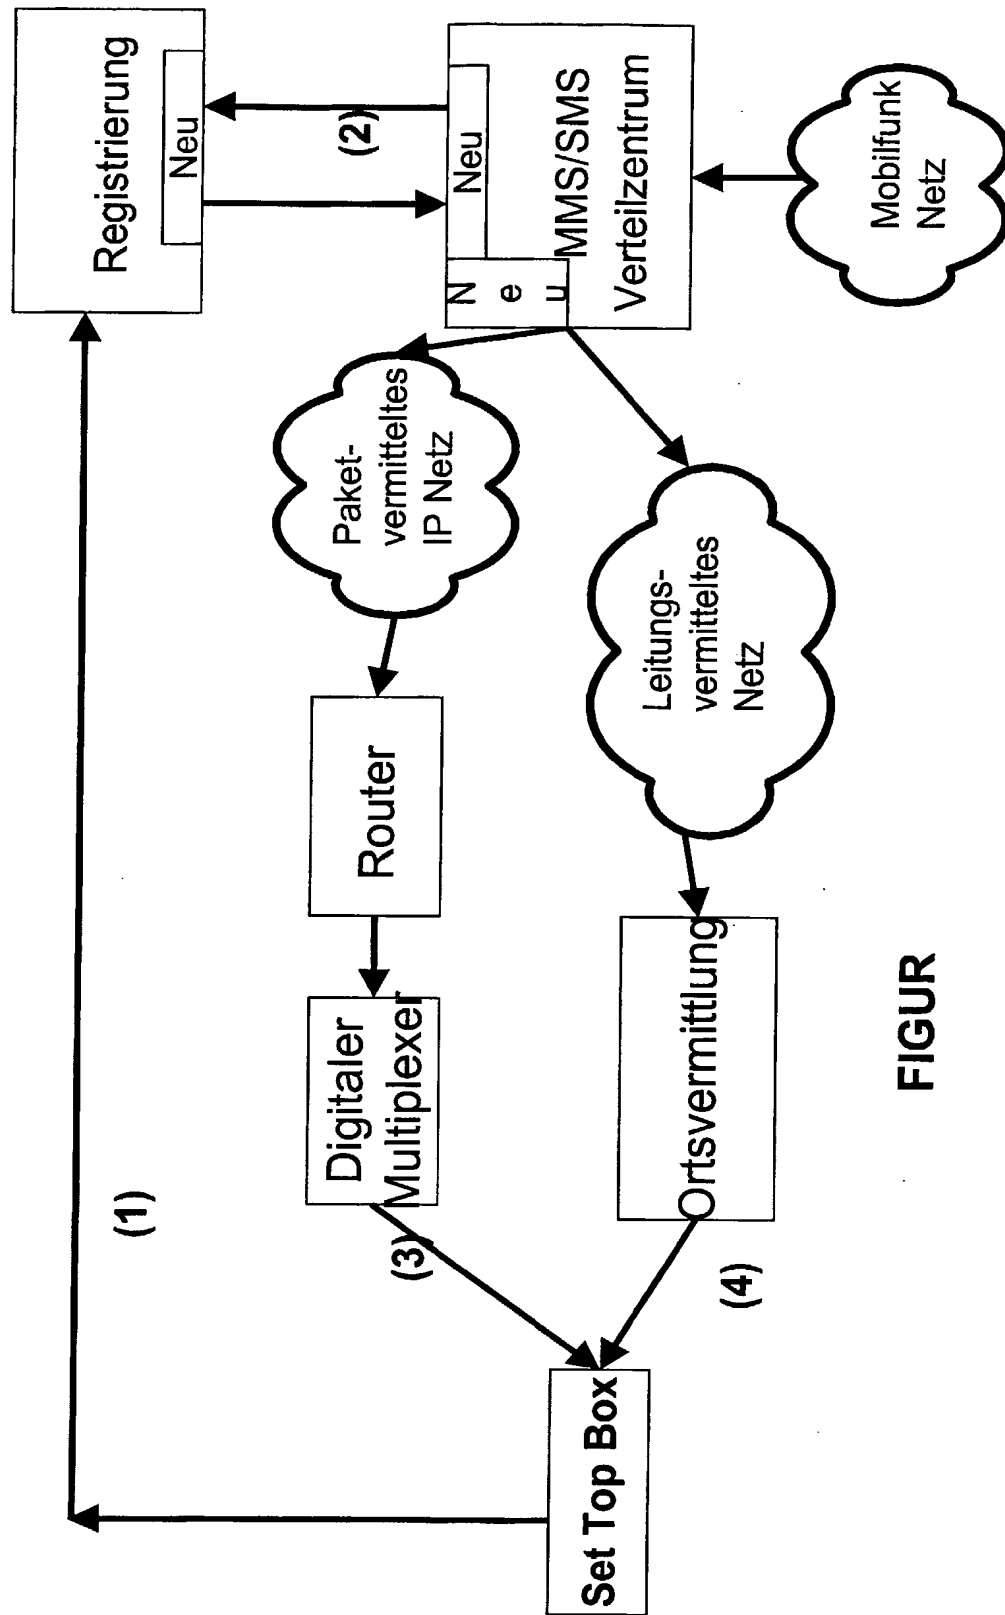 Registrierung
Neu
(1)
(2)
Neu
N
e
u
MMS/SMS
Verteilzentrum
Mobilfunk
Netz
Paket-
vermitteltes
IP Netz
Router
Digitaler
Multiplexer
(3)
Leitungs-
vermitteltes
Netz
Ortsvermittlung
(4)
Set Top Box
FIGUR